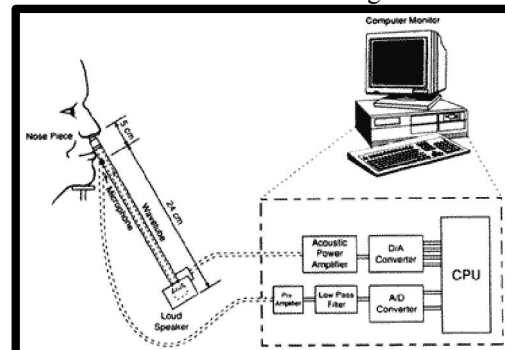 Computer Monitor
Nose Piece
5 cm
24 cm
Microphone
Wavetube
Loud
Speaker
Acoustic
Power
Amplifier
D/A
Converter
CPU
Pre
Amplifier
Low Pass
Filter
A/D
Converter